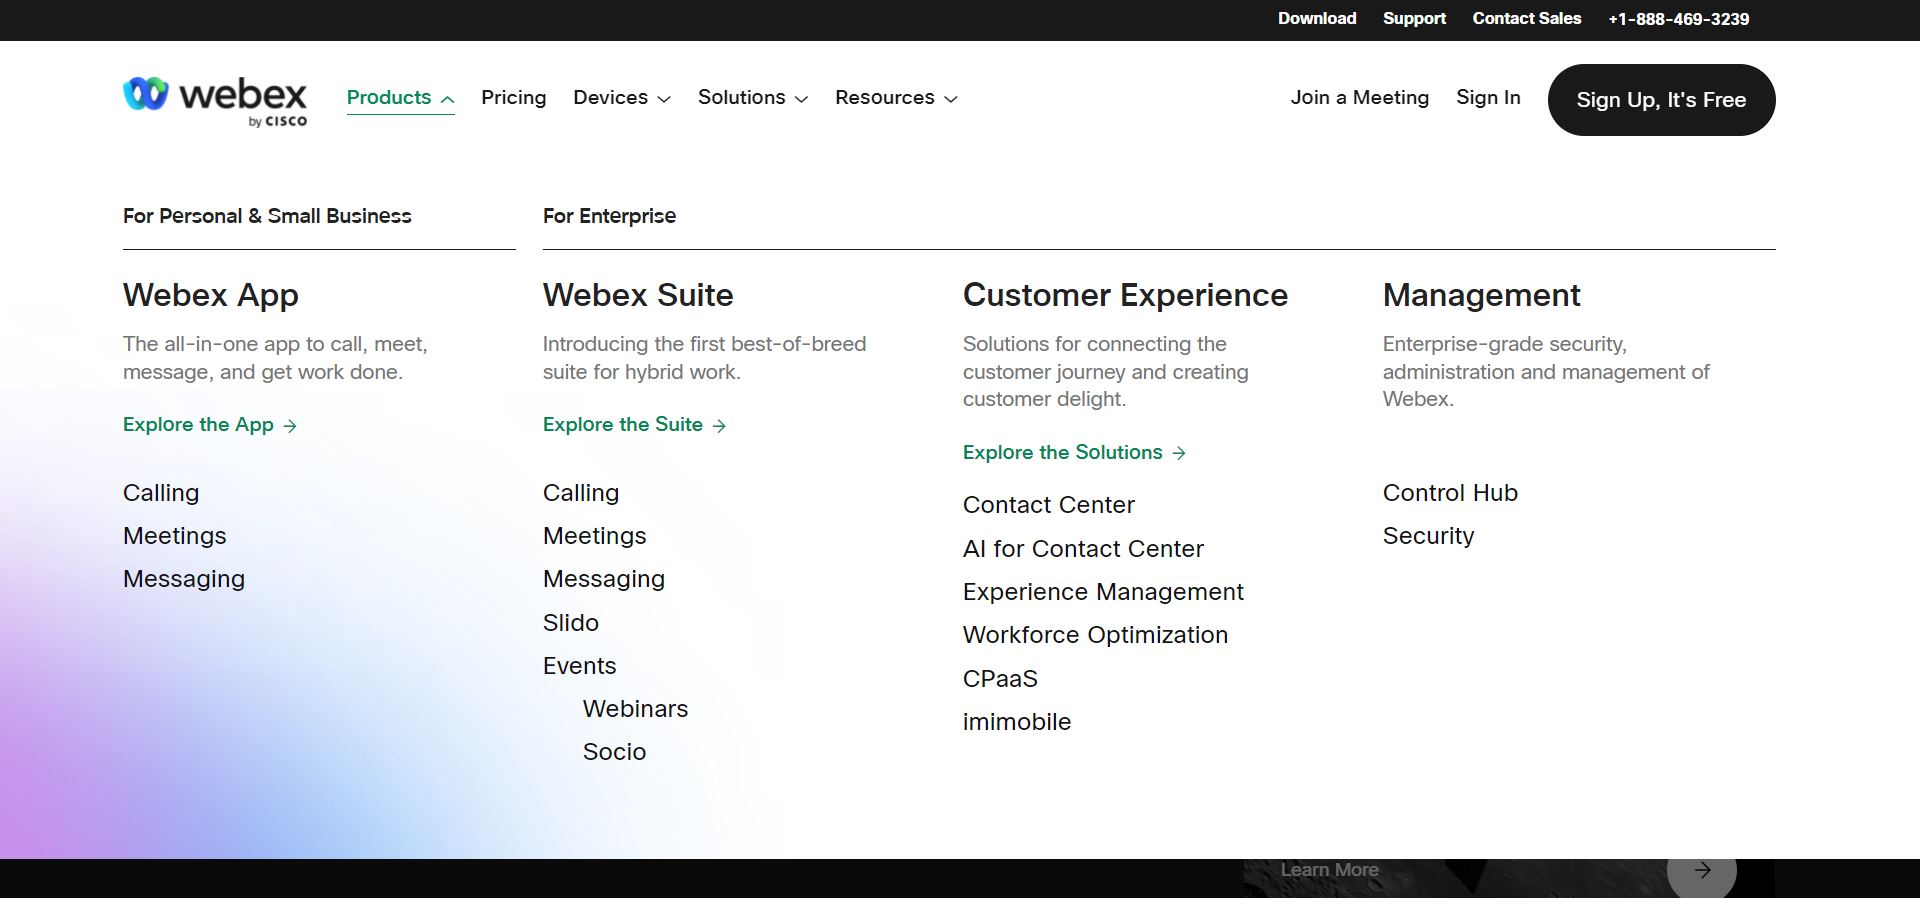 Download Support Contact Sales +1-888-469-3239
webex
by CISCO
Products Pricing Devices Solutions Resources
Join a Meeting Sign In Sign Up, It's Free
For Personal & Small Business
Webex App
The all-in-one app to call, meet,
message, and get work done.
Explore the App →
Calling
Meetings
Messaging
For Enterprise
Webex Suite
Introducing the first best-of-breed
suite for hybrid work.
Explore the Suite →
Calling
Meetings
Messaging
Slido
Events
Webinars
Socio
Customer Experience
Solutions for connecting the
customer journey and creating
customer delight.
Explore the Solutions →
Contact Center
AI for Contact Center
Experience Management
Workforce Optimization
CPaaS
imimobile
Management
Enterprise-grade security,
administration and management of
Webex.
Control Hub
Security
Learn More